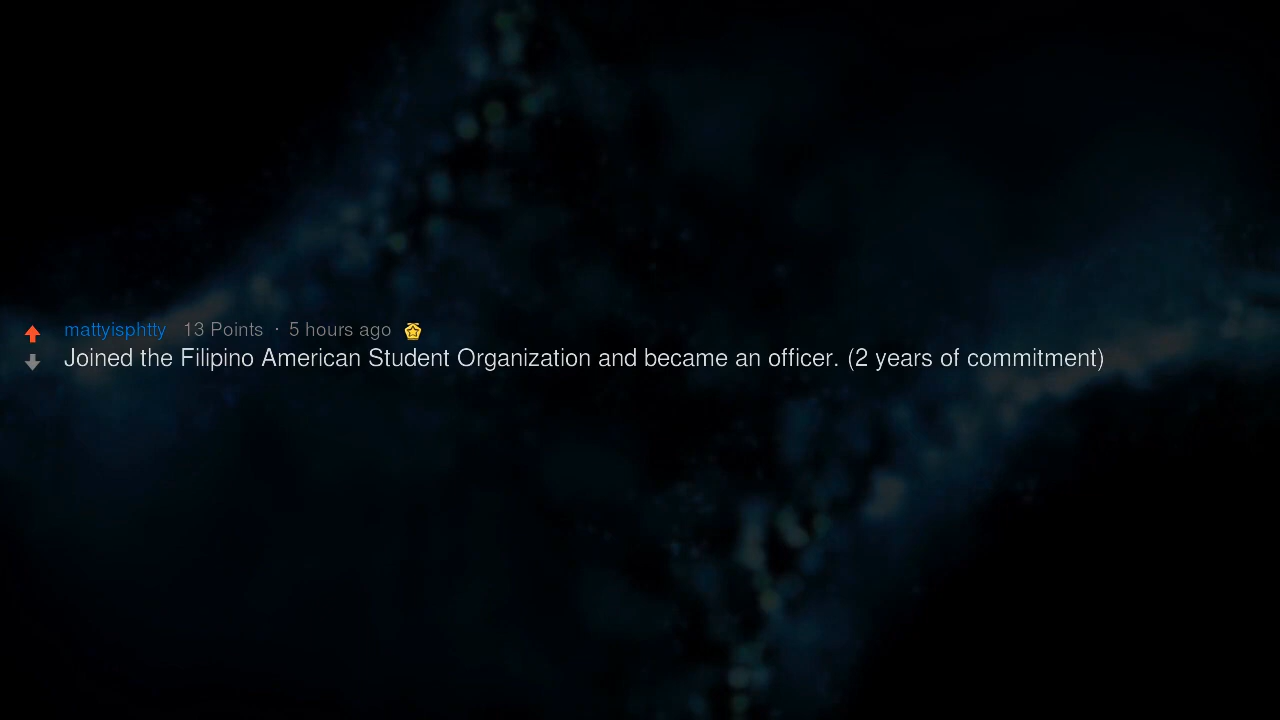 mattyisphtty 13 Points · 5 hours ago
Joined the Filipino American Student Organization and became an officer. (2 years of commitment)